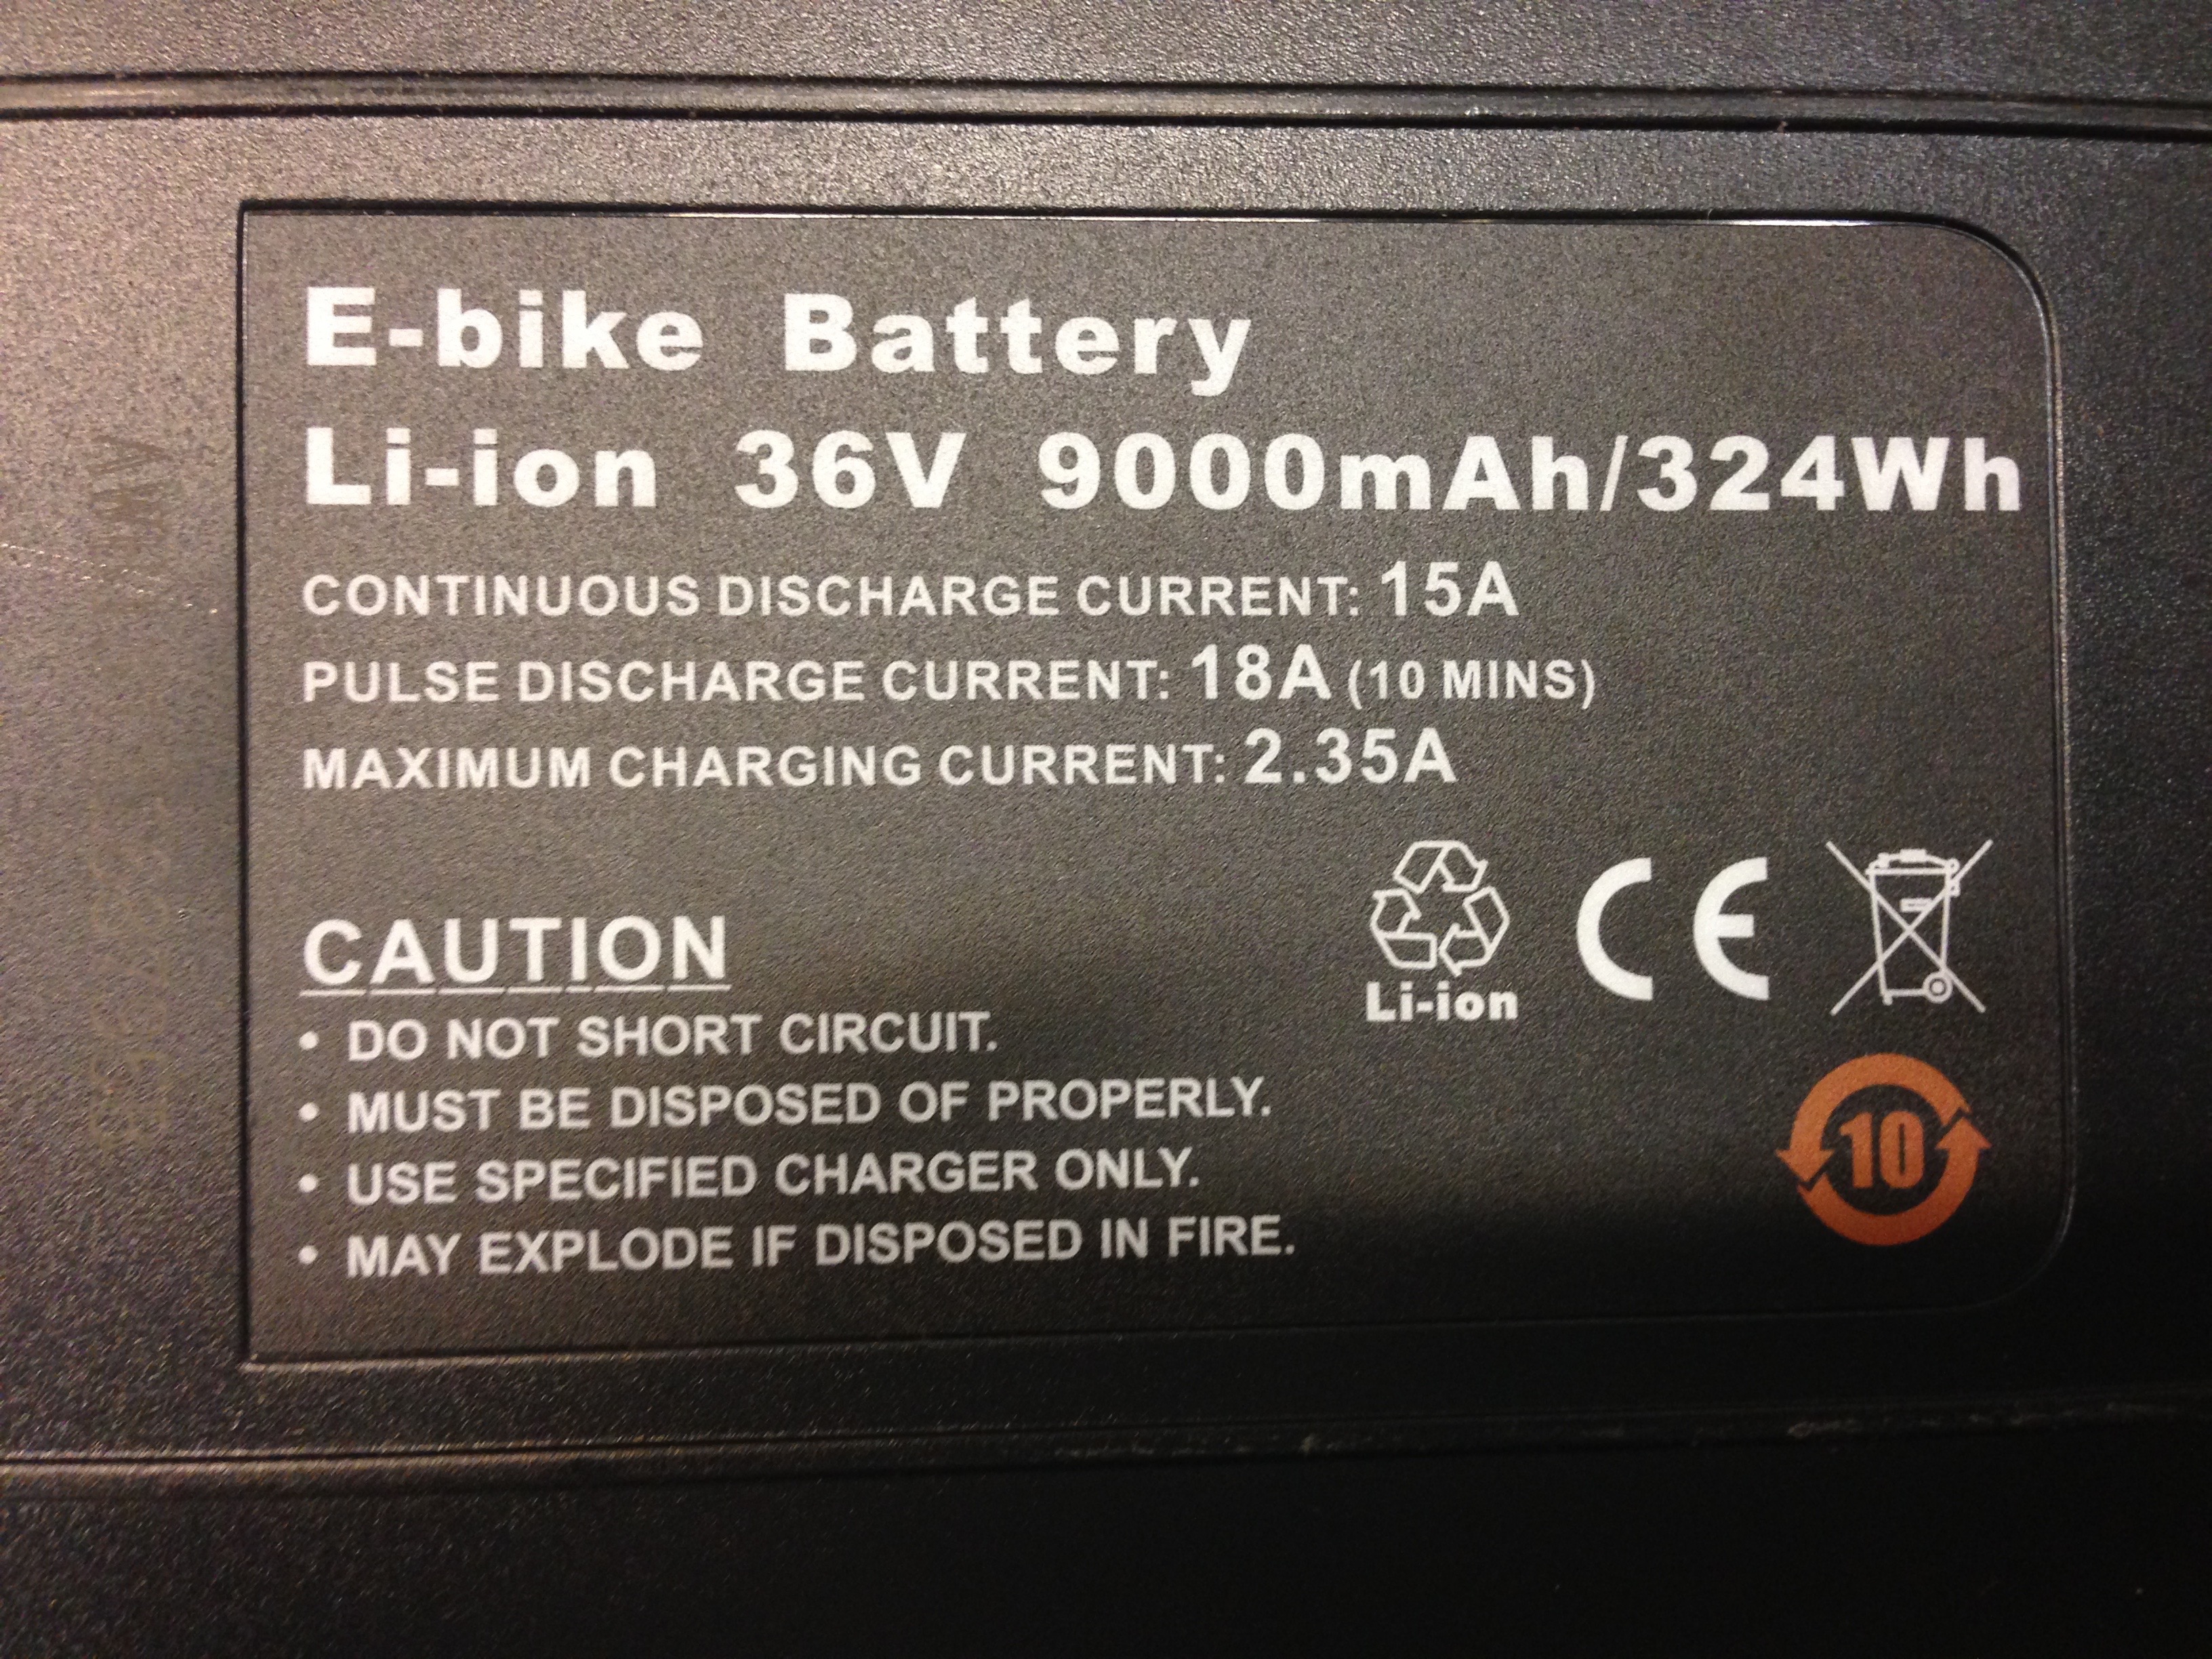 E-bike Battery
Li-ion 36V 9000mAh/324Wh
CONTINUOUS DISCHARGE CURRENT: 15A
PULSE DISCHARGE CURRENT: 18A (10 MINS)
MAXIMUM CHARGING CURRENT: 2.35A
CAUTION
• DO NOT SHORT CIRCUIT.
• MUST BE DISPOSED OF PROPERLY.
• USE SPECIFIED CHARGER ONLY.
• MAY EXPLODE IF DISPOSED IN FIRE.
Li-ion
CE
10